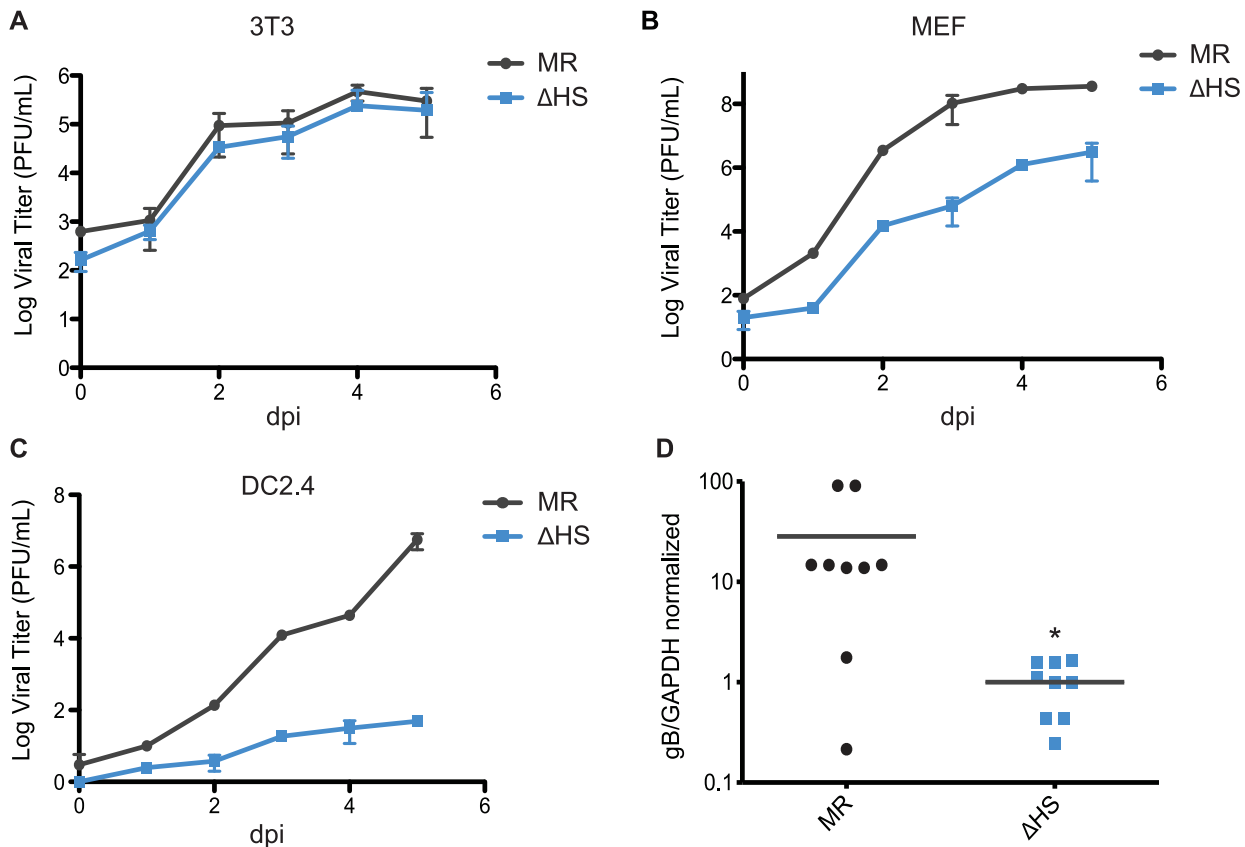 A
3T3
MR
ΔHS
Log Viral Titer (PFU/mL)
6
5
4
3
2
1
0
0 2 4 6
dpi
B
MEF
MR
ΔHS
Log Viral Titer (PFU/mL)
8
6
4
2
0
0 2 4 6
dpi
C
DC2.4
MR
ΔHS
Log Viral Titer (PFU/mL)
8
6
4
2
0
0 2 4 6
dpi
D
gB/GAPDH normalized
100
10
1
0.1
*
MR
ΔHS